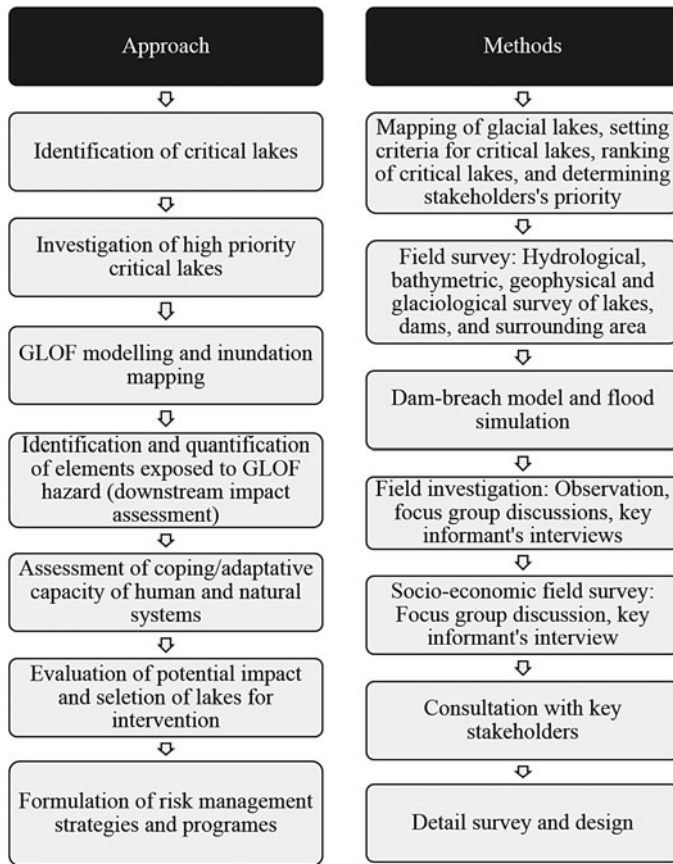 Approach
Identification of critical lakes
Investigation of high priority
critical lakes
GLOF modelling and inundation
mapping
Identification and quantification
of elements exposed to GLOF
hazard (downstream impact
assessment)
Assessment of coping/adaptative
capacity of human and natural
systems
Evaluation of potential impact
and seletion of lakes for
intervention
Formulation of risk management
strategies and programes
Methods
Mapping of glacial lakes, setting
criteria for critical lakes, ranking
of critical lakes, and determining
stakeholders's priority
Field survey: Hydrological,
bathymetric, geophysical and
glaciological survey of lakes,
dams, and surrounding area
Dam-breach model and flood
simulation
Field investigation: Observation,
focus group discussions, key
informant's interviews
Socio-economic field survey:
Focus group discussion, key
informant's interview
Consultation with key
stakeholders
Detail survey and design